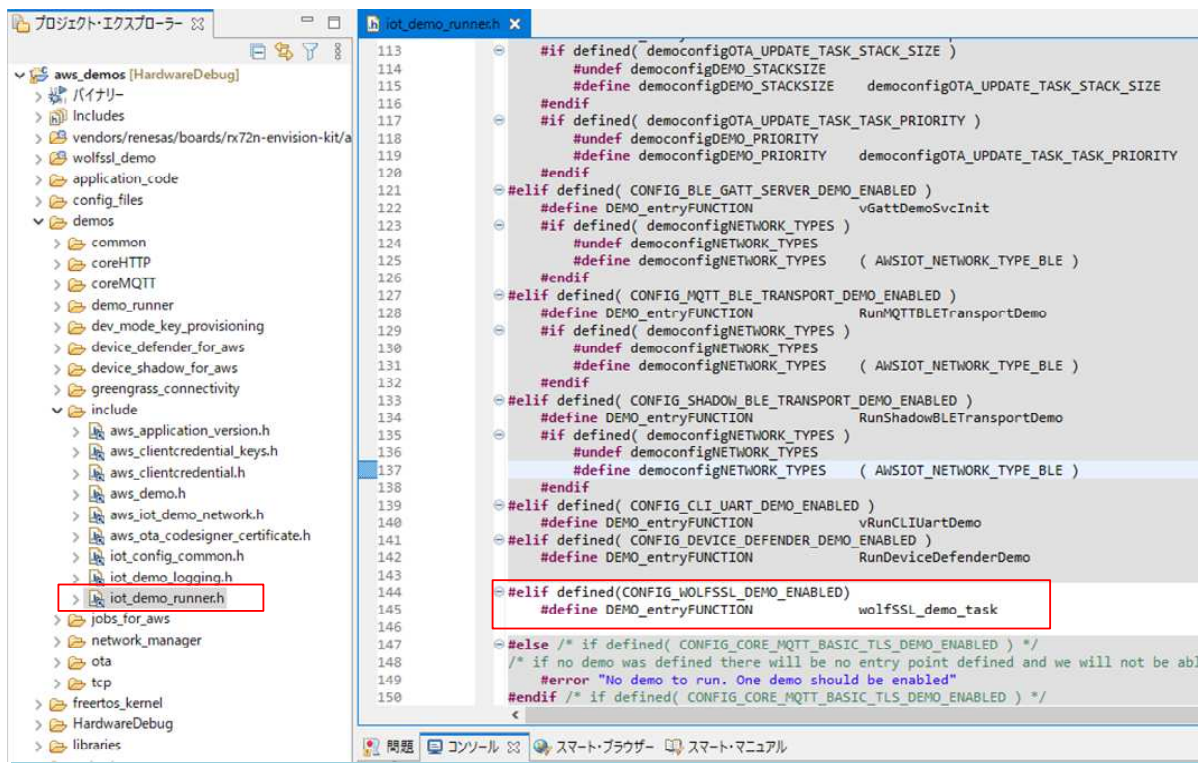 プロジェクト・エクスプローラー
aws_demos [HardwareDebug]
バイナリー
Includes
vendors/renesas/boards/rx72n-envision-kit/a
wolfssl_demo
application_code
config_files
demos
common
coreHTTP
coreMQTT
demo_runner
dev_mode_key_provisioning
device_defender_for_aws
device_shadow_for_aws
greengrass_connectivity
include
aws_application_version.h
aws_clientcredential_keys.h
aws_clientcredential.h
aws_demo.h
aws_iot_demo_network.h
aws_ota_codesigner_certificate.h
iot_config_common.h
iot_demo_logging.h
iot_demo_runner.h
jobs_for_aws
network_manager
ota
tcp
freertos_kernel
HardwareDebug
libraries
iot_demo_runner.h
113 #if defined( democonfigOTA_UPDATE_TASK_STACK_SIZE )
114 #undef democonfigDEMO_STACKSIZE
115 #define democonfigDEMO_STACKSIZE democonfigOTA_UPDATE_TASK_STACK_SIZE
116 #endif
117 #if defined( democonfigOTA_UPDATE_TASK_TASK_PRIORITY )
118 #undef democonfigDEMO_PRIORITY
119 #define democonfigDEMO_PRIORITY democonfigOTA_UPDATE_TASK_TASK_PRIORITY
120 #endif
121 #elif defined( CONFIG_BLE_GATT_SERVER_DEMO_ENABLED )
122 #define DEMO_entryFUNCTION vGattDemoSvcInit
123 #if defined( democonfigNETWORK_TYPES )
124 #undef democonfigNETWORK_TYPES
125 #define democonfigNETWORK_TYPES ( AWSIOT_NETWORK_TYPE_BLE )
126 #endif
127 #elif defined( CONFIG_MQTT_BLE_TRANSPORT_DEMO_ENABLED )
128 #define DEMO_entryFUNCTION RunMQTTBLETransportDemo
129 #if defined( democonfigNETWORK_TYPES )
130 #undef democonfigNETWORK_TYPES
131 #define democonfigNETWORK_TYPES ( AWSIOT_NETWORK_TYPE_BLE )
132 #endif
133 #elif defined( CONFIG_SHADOW_BLE_TRANSPORT_DEMO_ENABLED )
134 #define DEMO_entryFUNCTION RunShadowBLETransportDemo
135 #if defined( democonfigNETWORK_TYPES )
136 #undef democonfigNETWORK_TYPES
137 #define democonfigNETWORK_TYPES ( AWSIOT_NETWORK_TYPE_BLE )
138 #endif
139 #elif defined( CONFIG_CLI_UART_DEMO_ENABLED )
140 #define DEMO_entryFUNCTION vRunCLIUartDemo
141 #elif defined( CONFIG_DEVICE_DEFENDER_DEMO_ENABLED )
142 #define DEMO_entryFUNCTION RunDeviceDefenderDemo
143
144 #elif defined(CONFIG_WOLFSSL_DEMO_ENABLED)
145 #define DEMO_entryFUNCTION wolfSSL_demo_task
146
147 #else /* if defined( CONFIG_CORE_MQTT_BASIC_TLS_DEMO_ENABLED ) */
148 /* if no demo was defined there will be no entry point defined and we will not be abl
149 #error "No demo to run. One demo should be enabled"
150 #endif /* if defined( CONFIG_CORE_MQTT_BASIC_TLS_DEMO_ENABLED ) */
問題 コンソール スマート・ブラウザー スマート・マニュアル